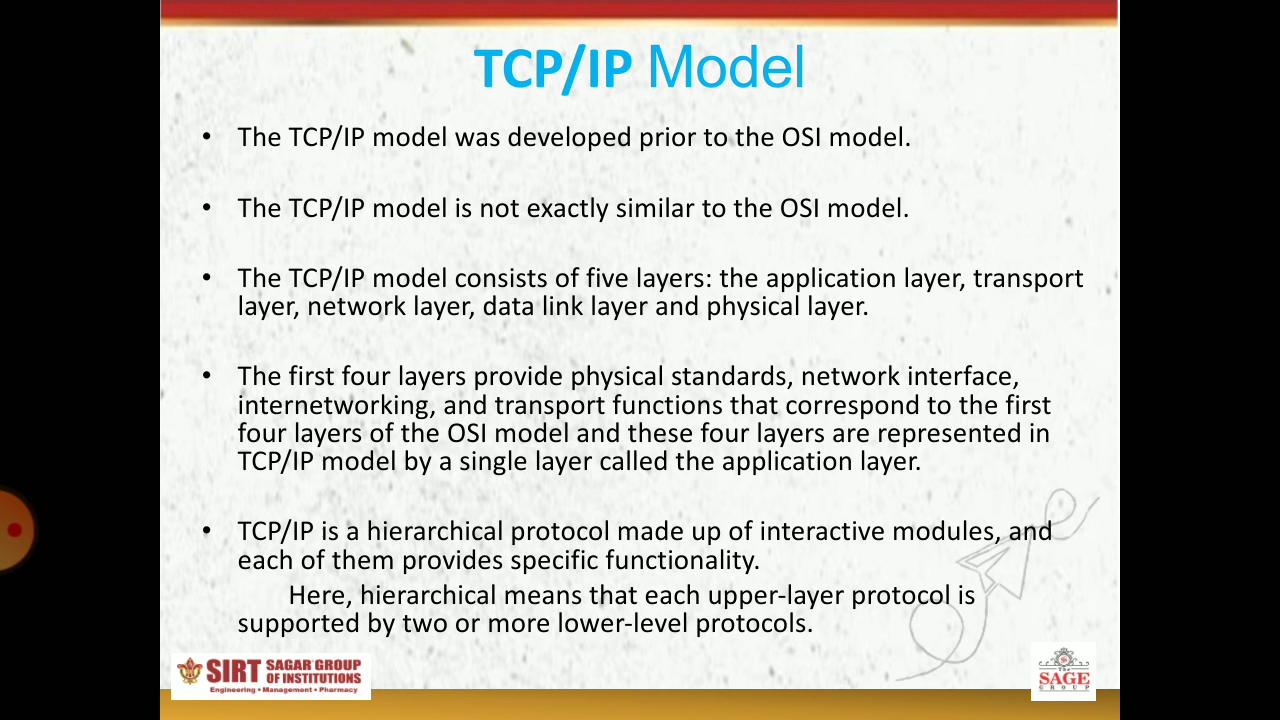 TCP/IP Model
• The TCP/IP model was developed prior to the OSI model.
• The TCP/IP model is not exactly similar to the OSI model.
• The TCP/IP model consists of five layers: the application layer, transport
layer, network layer, data link layer and physical layer.
• The first four layers provide physical standards, network interface,
internetworking, and transport functions that correspond to the first
four layers of the OSI model and these four layers are represented in
TCP/IP model by a single layer called the application layer.
• TCP/IP is a hierarchical protocol made up of interactive modules, and
each of them provides specific functionality.
Here, hierarchical means that each upper-layer protocol is
supported by two or more lower-level protocols.
SIRT SAGAR GROUP
OF INSTITUTIONS
Engineering • Management • Pharmacy
The
SAGE
GROUP